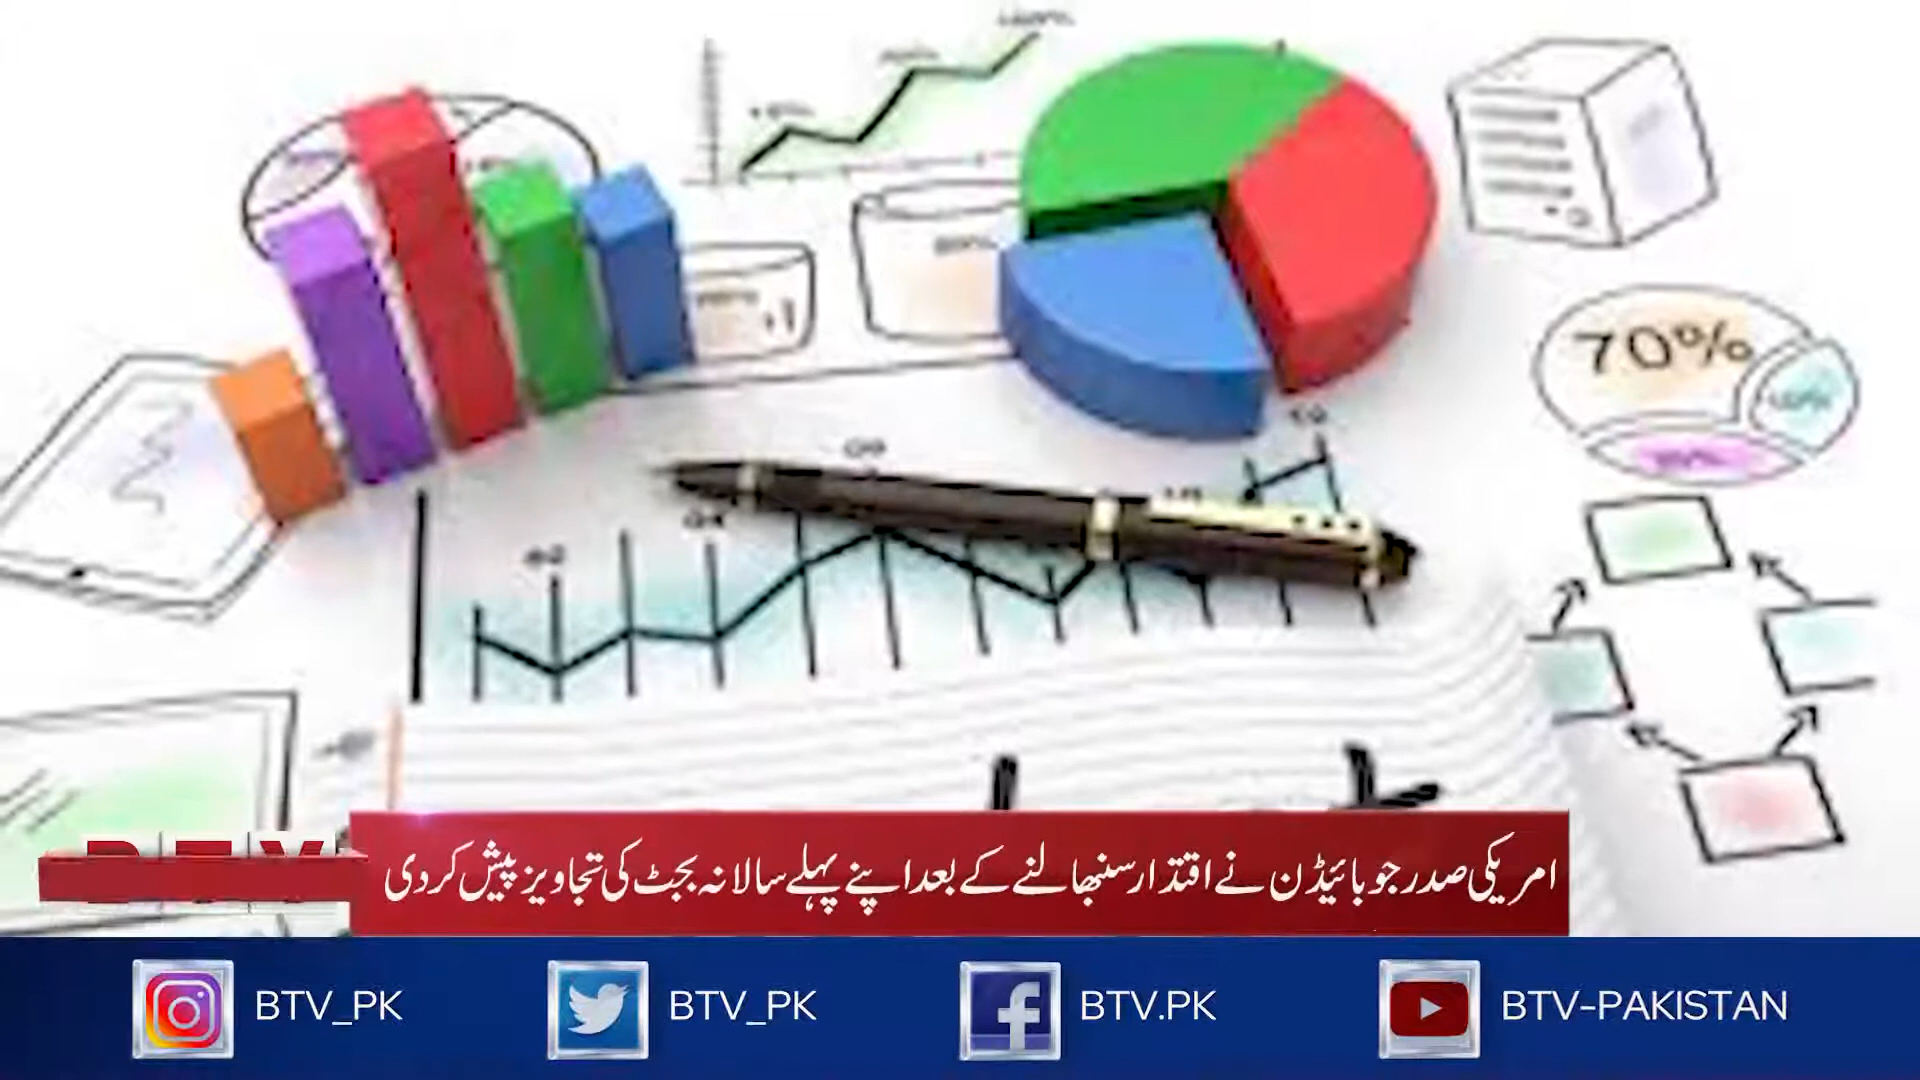 70%
امریکی صدر جو بائیڈن نے اقتدار سنبھالنے کے بعد اپنے پہلے سالانہ بجٹ کی تجاویز پیش کر دی
BTV_PK
BTV_PK
BTV.PK
BTV-PAKISTAN